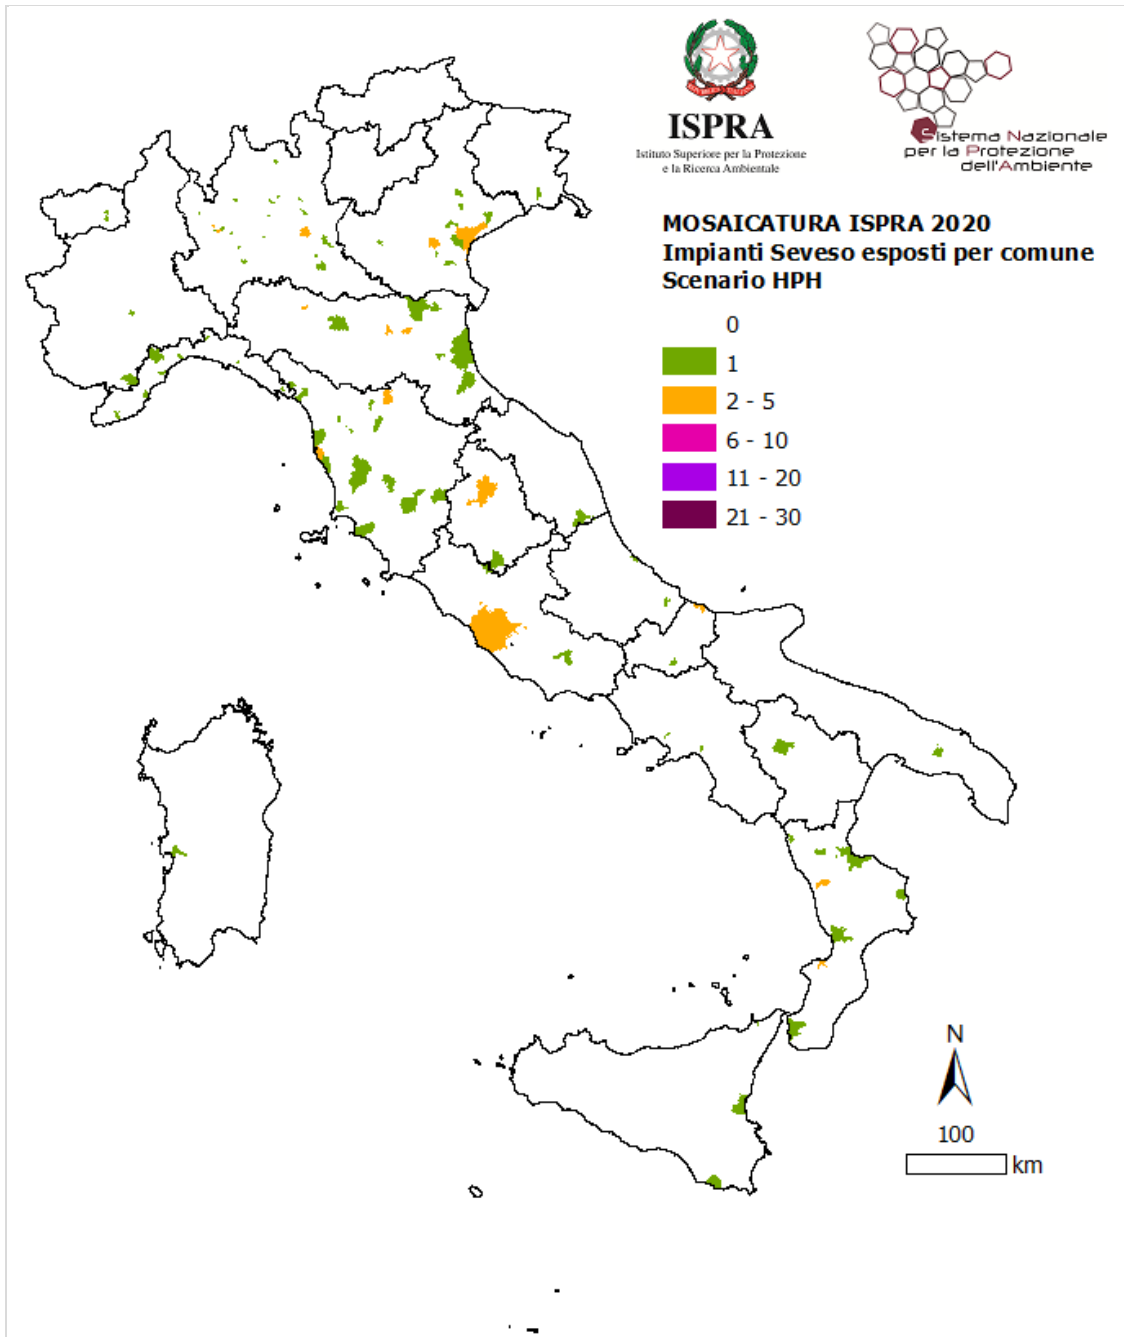 ISPRA
Istituto Superiore per la Protezione
e la Ricerca Ambientale
Sistema Nazionale
per la Protezione
dell'Ambiente
MOSAICATURA ISPRA 2020
Impianti Seveso esposti per comune
Scenario HPH
0
1
2 - 5
6 - 10
11 - 20
21 - 30
N
100
km